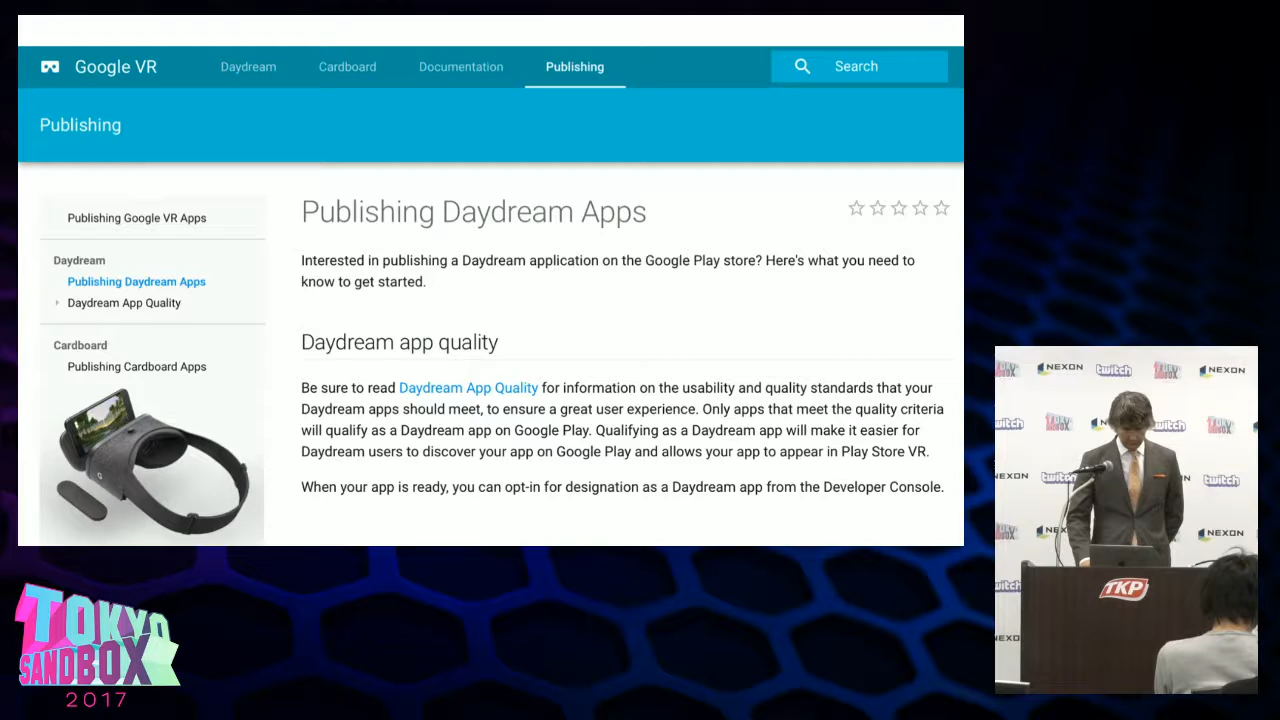 Google VR
Daydream
Cardboard
Documentation
Publishing
Search
Publishing
Publishing Google VR Apps
Daydream
Publishing Daydream Apps
Daydream App Quality
Cardboard
Publishing Cardboard Apps
Publishing Daydream Apps
Interested in publishing a Daydream application on the Google Play store? Here's what you need to
know to get started.
Daydream app quality
Be sure to read Daydream App Quality for information on the usability and quality standards that your
Daydream apps should meet, to ensure a great user experience. Only apps that meet the quality criteria
will qualify as a Daydream app on Google Play. Qualifying as a Daydream app will make it easier for
Daydream users to discover your app on Google Play and allows your app to appear in Play Store VR.
When your app is ready, you can opt-in for designation as a Daydream app from the Developer Console.
NEXON
twitch
NEXON
twitch
NEXON
twitch
twitch
NEXON
NEXON
TKP
TOKYO
SANDBOX
2017